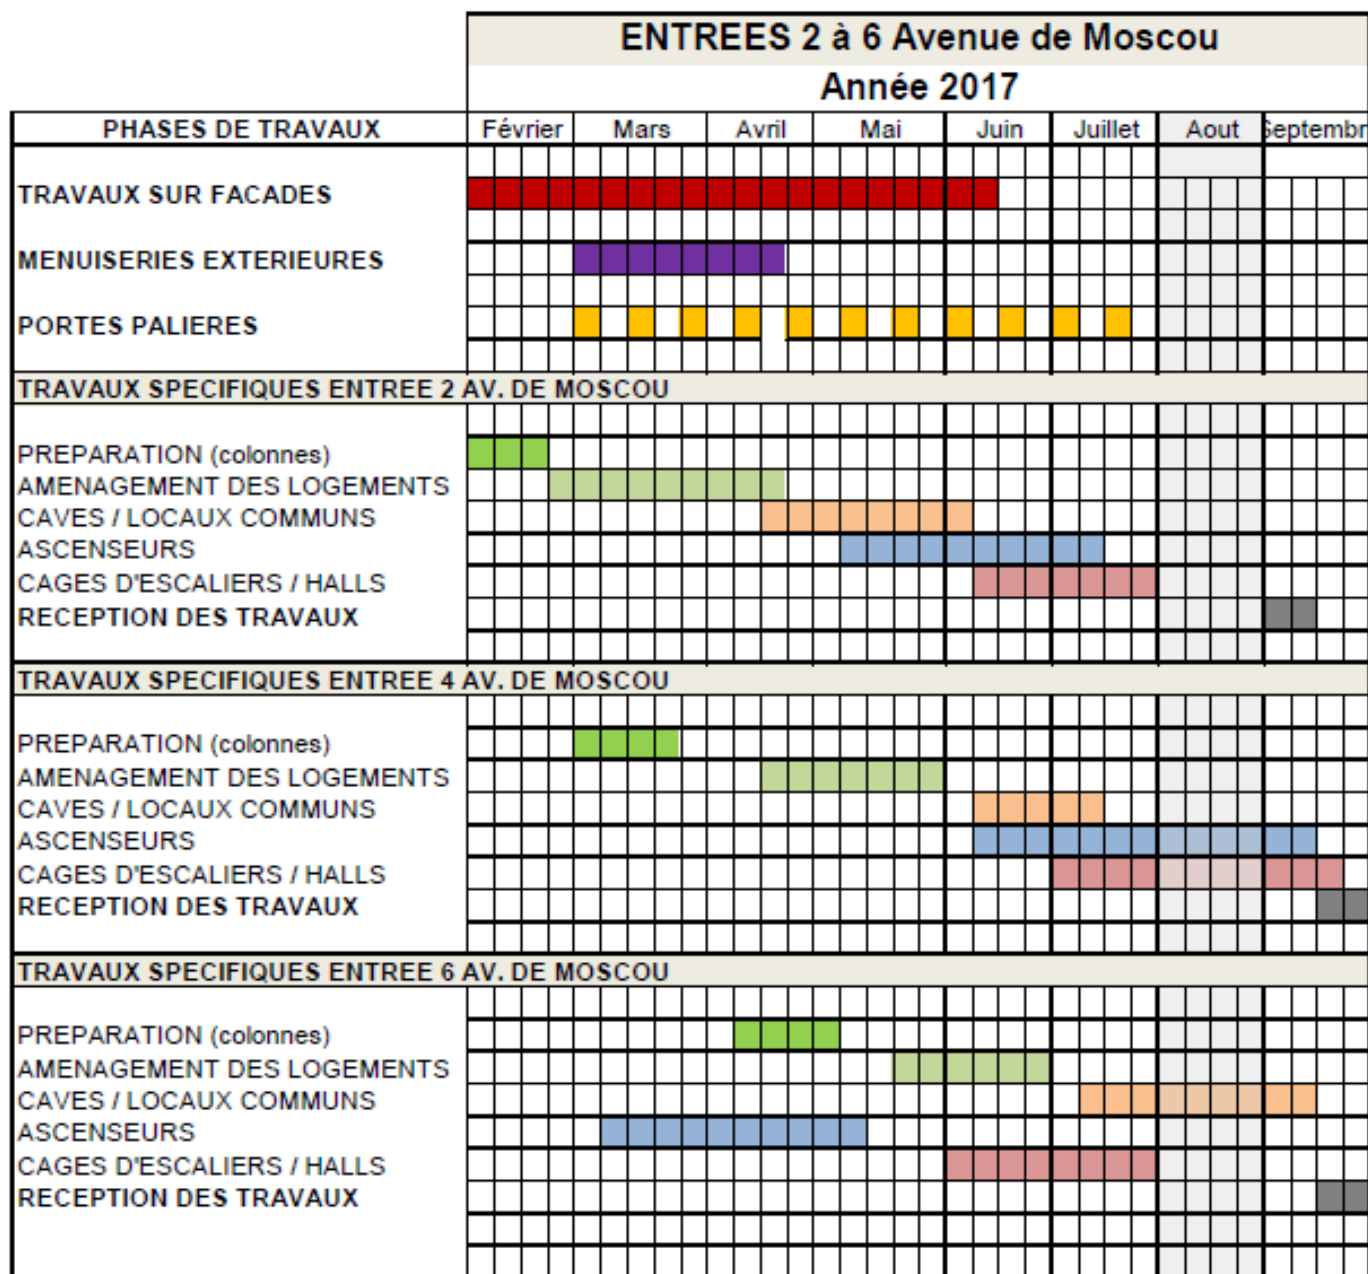 ENTREES 2 à 6 Avenue de Moscou
Année 2017
PHASES DE TRAVAUX Février Mars Avril Mai Juin Juillet Aout Septembr
TRAVAUX SUR FACADES
MENUISERIES EXTERIEURES
PORTES PALIERES
TRAVAUX SPECIFIQUES ENTREE 2 AV. DE MOSCOU
PREPARATION (colonnes)
AMENAGEMENT DES LOGEMENTS
CAVES / LOCAUX COMMUNS
ASCENSEURS
CAGES D'ESCALIERS / HALLS
RECEPTION DES TRAVAUX
TRAVAUX SPECIFIQUES ENTREE 4 AV. DE MOSCOU
PREPARATION (colonnes)
AMENAGEMENT DES LOGEMENTS
CAVES / LOCAUX COMMUNS
ASCENSEURS
CAGES D'ESCALIERS / HALLS
RECEPTION DES TRAVAUX
TRAVAUX SPECIFIQUES ENTREE 6 AV. DE MOSCOU
PREPARATION (colonnes)
AMENAGEMENT DES LOGEMENTS
CAVES / LOCAUX COMMUNS
ASCENSEURS
CAGES D'ESCALIERS / HALLS
RECEPTION DES TRAVAUX